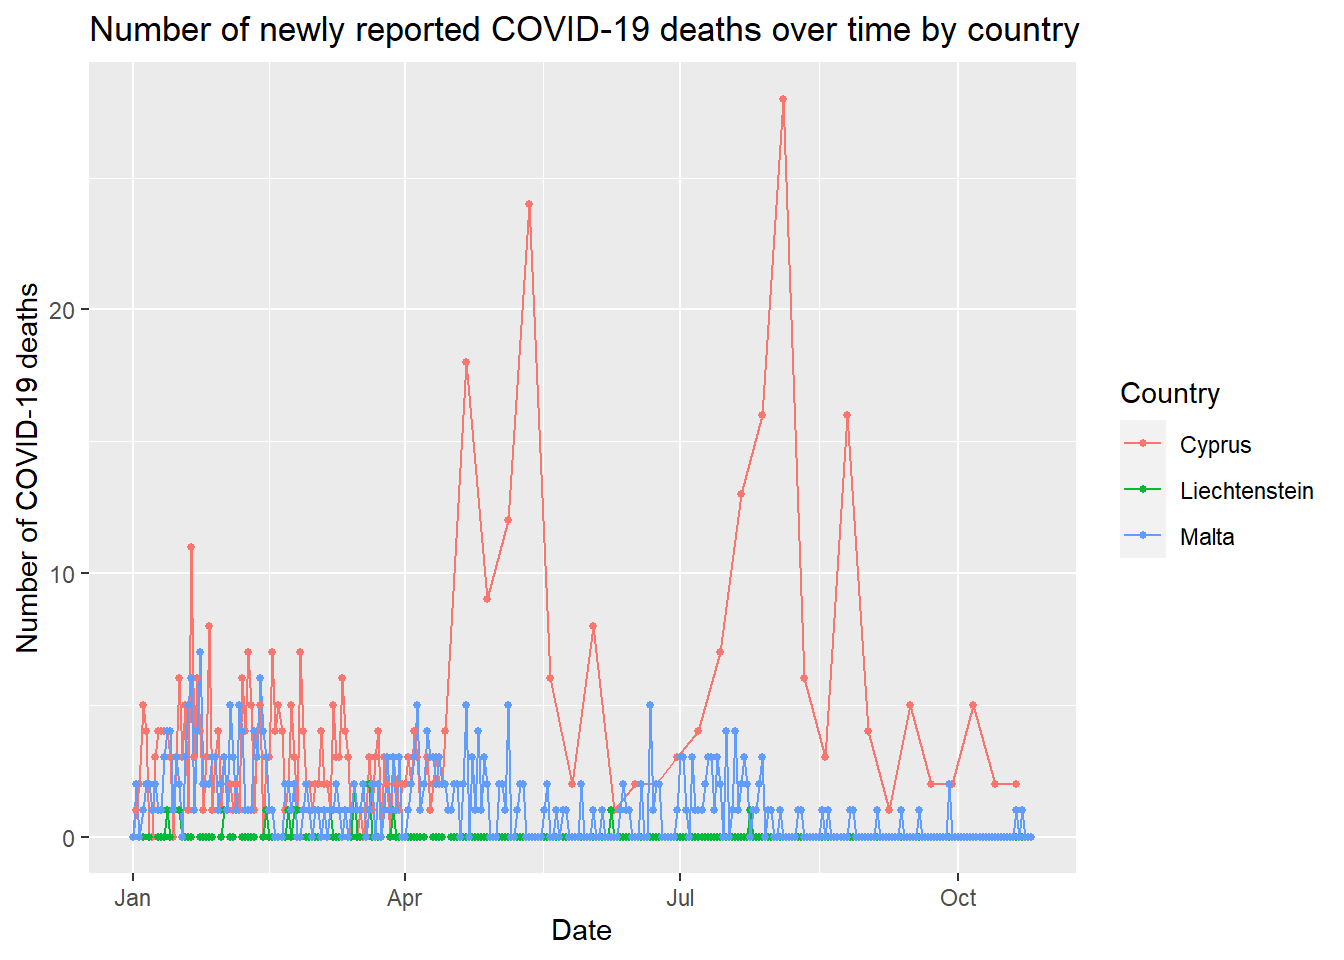 Number of newly reported COVID-19 deaths over time by country
Number of COVID-19 deaths
20
10
0
Jan Apr Jul Oct
Date
Country
Cyprus
Liechtenstein
Malta